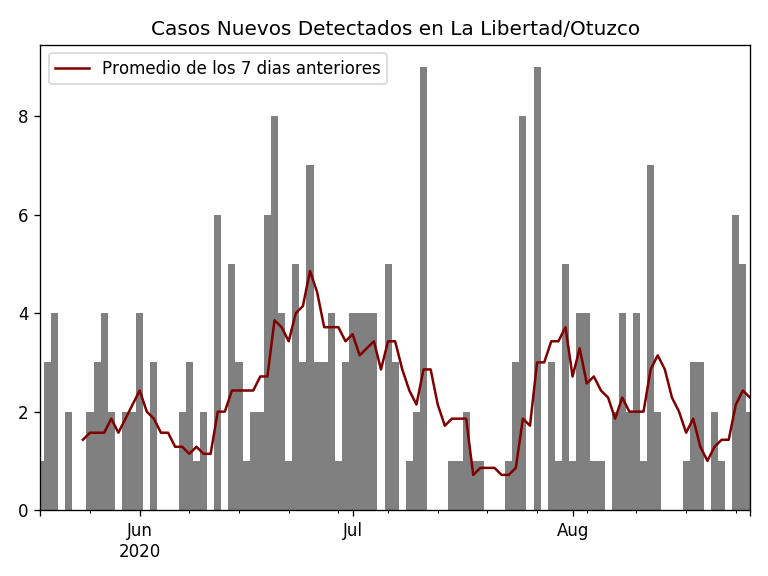 Casos Nuevos Detectados en La Libertad/Otuzco
Promedio de los 7 dias anteriores
8
6
4
2
0
Jun
2020
Jul
Aug